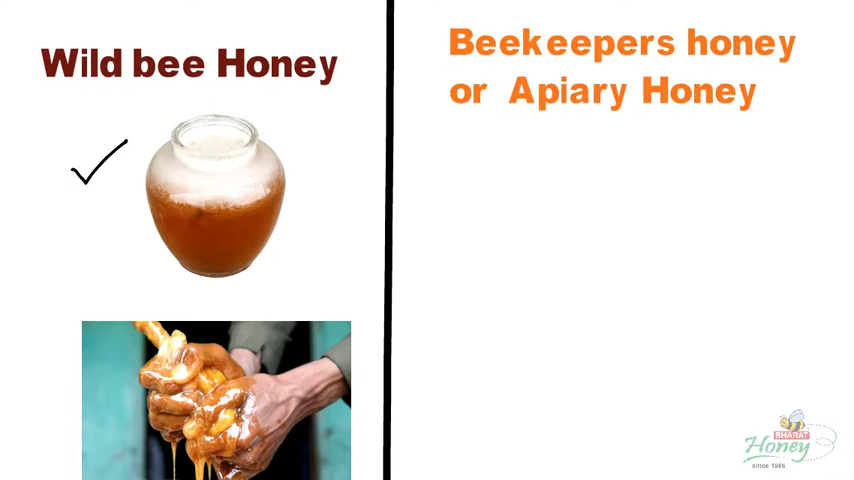 Wild bee Honey
Beekeepers honey
or Apiary Honey
BHARAT
Honey
since 1986